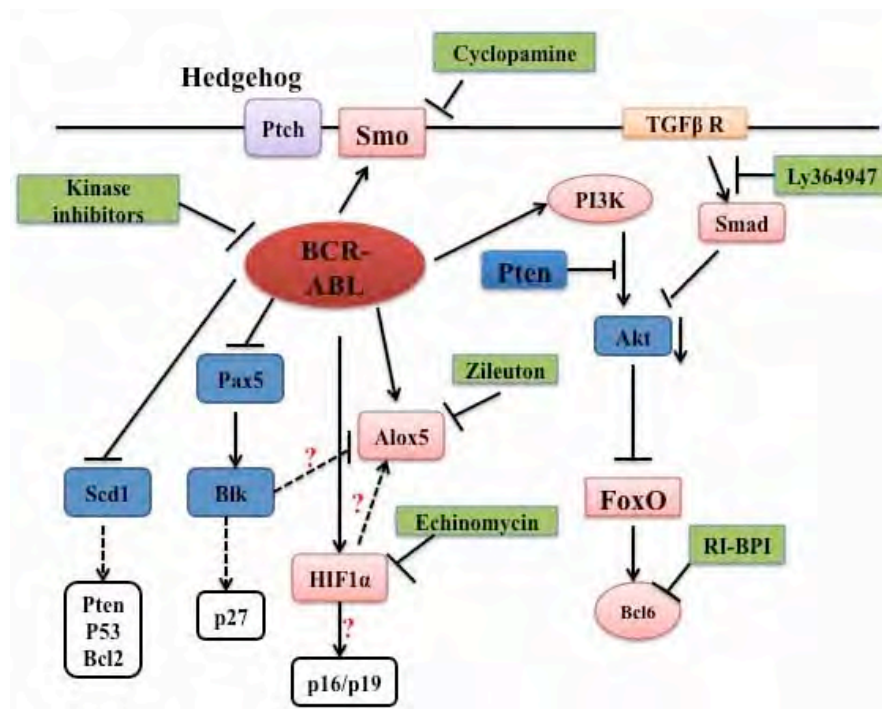 Cyclopamine
Hedgehog
Ptch
Smo
TGFβ R
Kinase
inhibitors
Ly364947
PI3K
Smad
BCR-
ABL
Pten
Akt
Pax5
Zileuton
Alox5
?
Scd1
Blk
?
FoxO
Echinomycin
RI-BPI
HIF1α
Pten
P53
Bcl2
p27
Bcl6
?
p16/p19